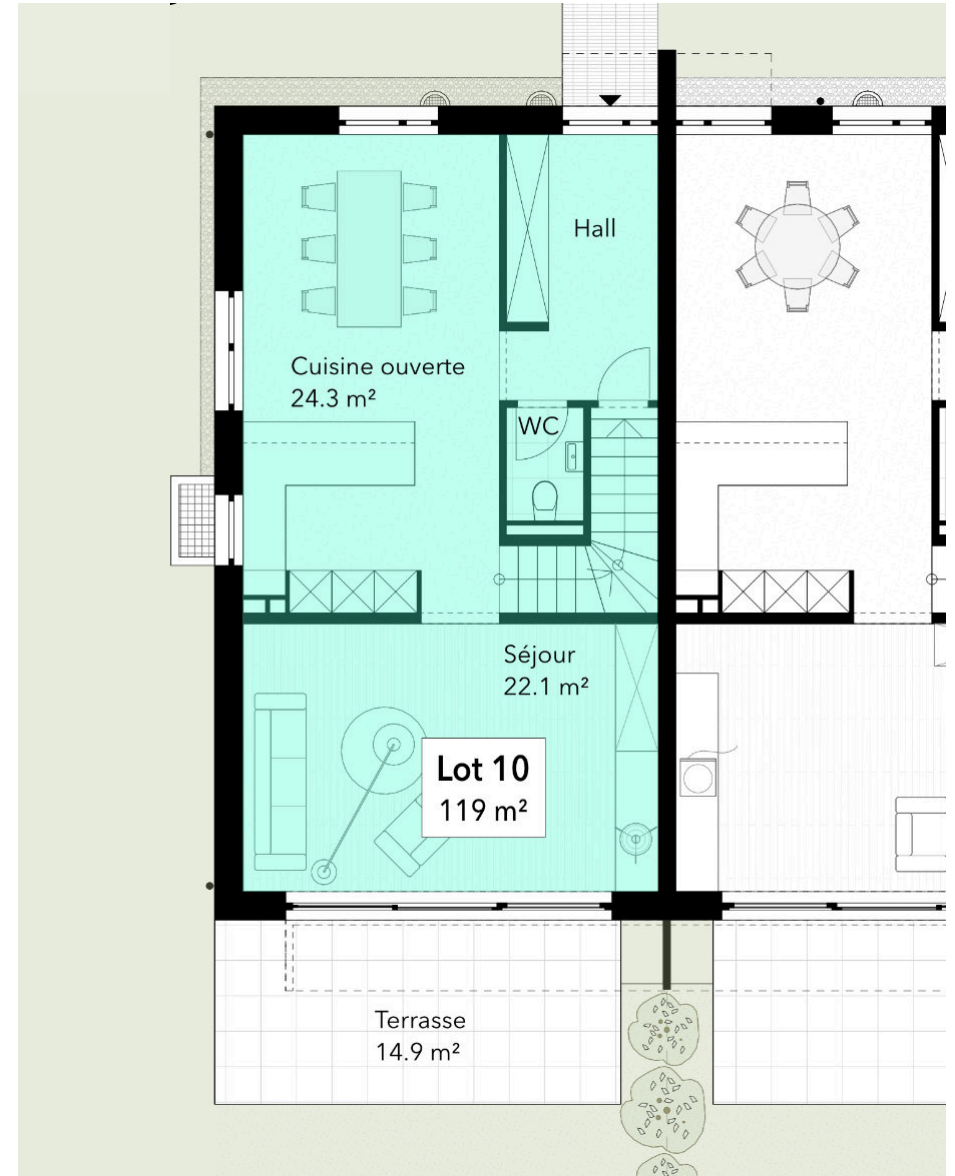 Hall
Cuisine ouverte
24.3 m²
WC
Séjour
22.1 m²
Lot 10
119 m²
Terrasse
14.9 m²